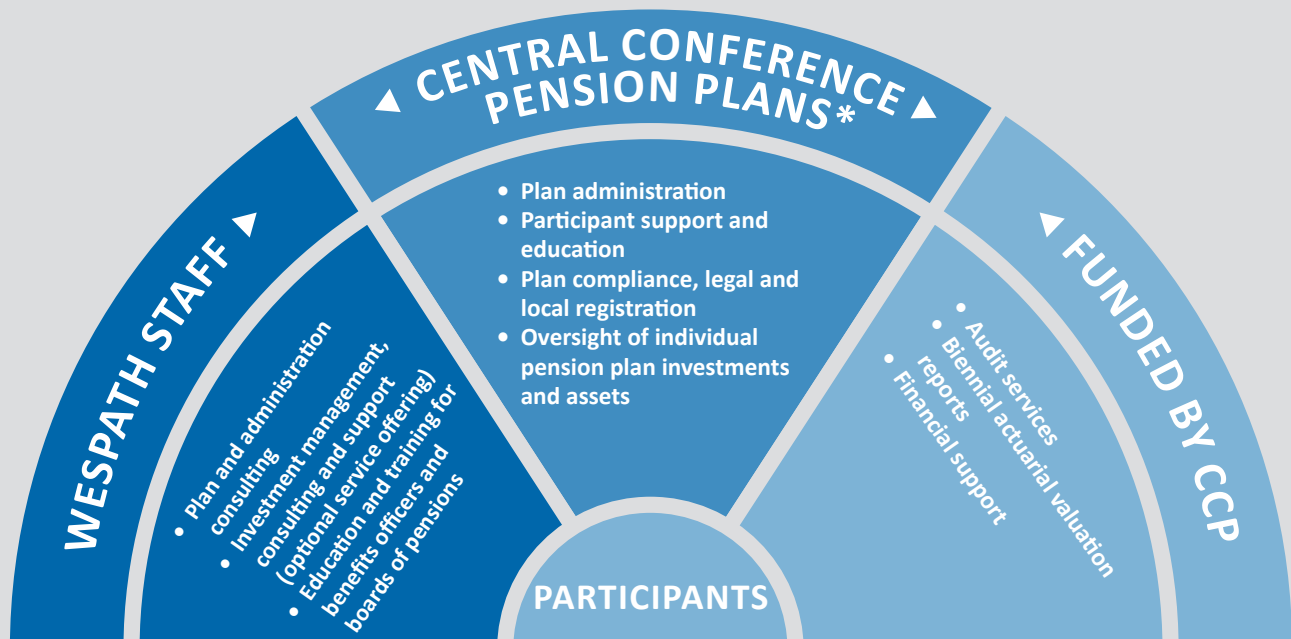 ◄ CENTRAL CONFERENCE
PENSION PLANS* ►
WESPATH STAFF ►
• Plan and administration
consulting
• Investment management,
consulting and support
(optional service offering)
• Education and training for
benefits officers and
boards of pensions
• Plan administration
• Participant support and
education
• Plan compliance, legal and
local registration
• Oversight of individual
pension plan investments
and assets
◄ FUNDED BY CCP
• Audit services
• Biennial actuarial valuation
reports
• Financial support
PARTICIPANTS